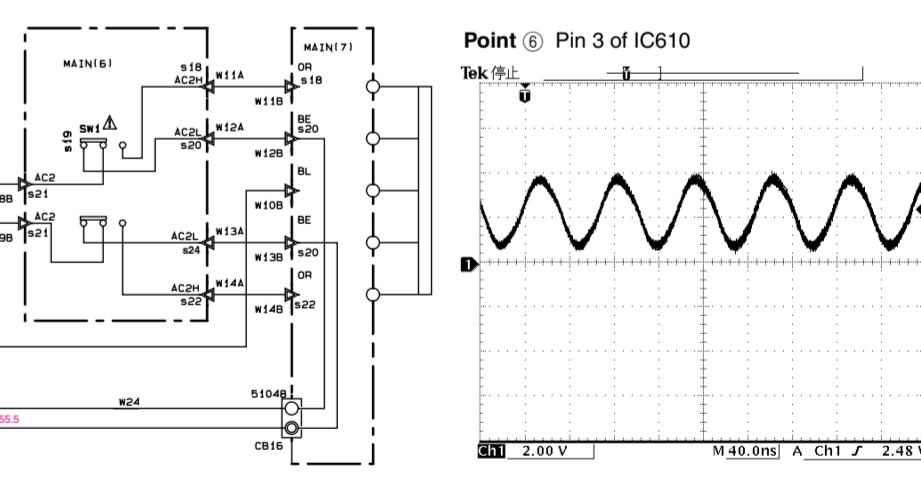 MAIN(6)
s18
AC2H
W11A
SW1
s19
AC2L
s20
W12A
AC2
s21
8B
AC2
s21
9B
AC2L
s24
W13A
AC2H
s22
W14A
MAIN(7)
OR
s18
W11B
BE
s20
W12B
BL
W10B
BE
s20
W13B
OR
s22
W14B
W24
51048
55.5
CB16
Point ⑥ Pin 3 of IC610
Tek 停止
T
T
1
Ch1 2.00 V M 40.0ns A Ch1 2.48 V